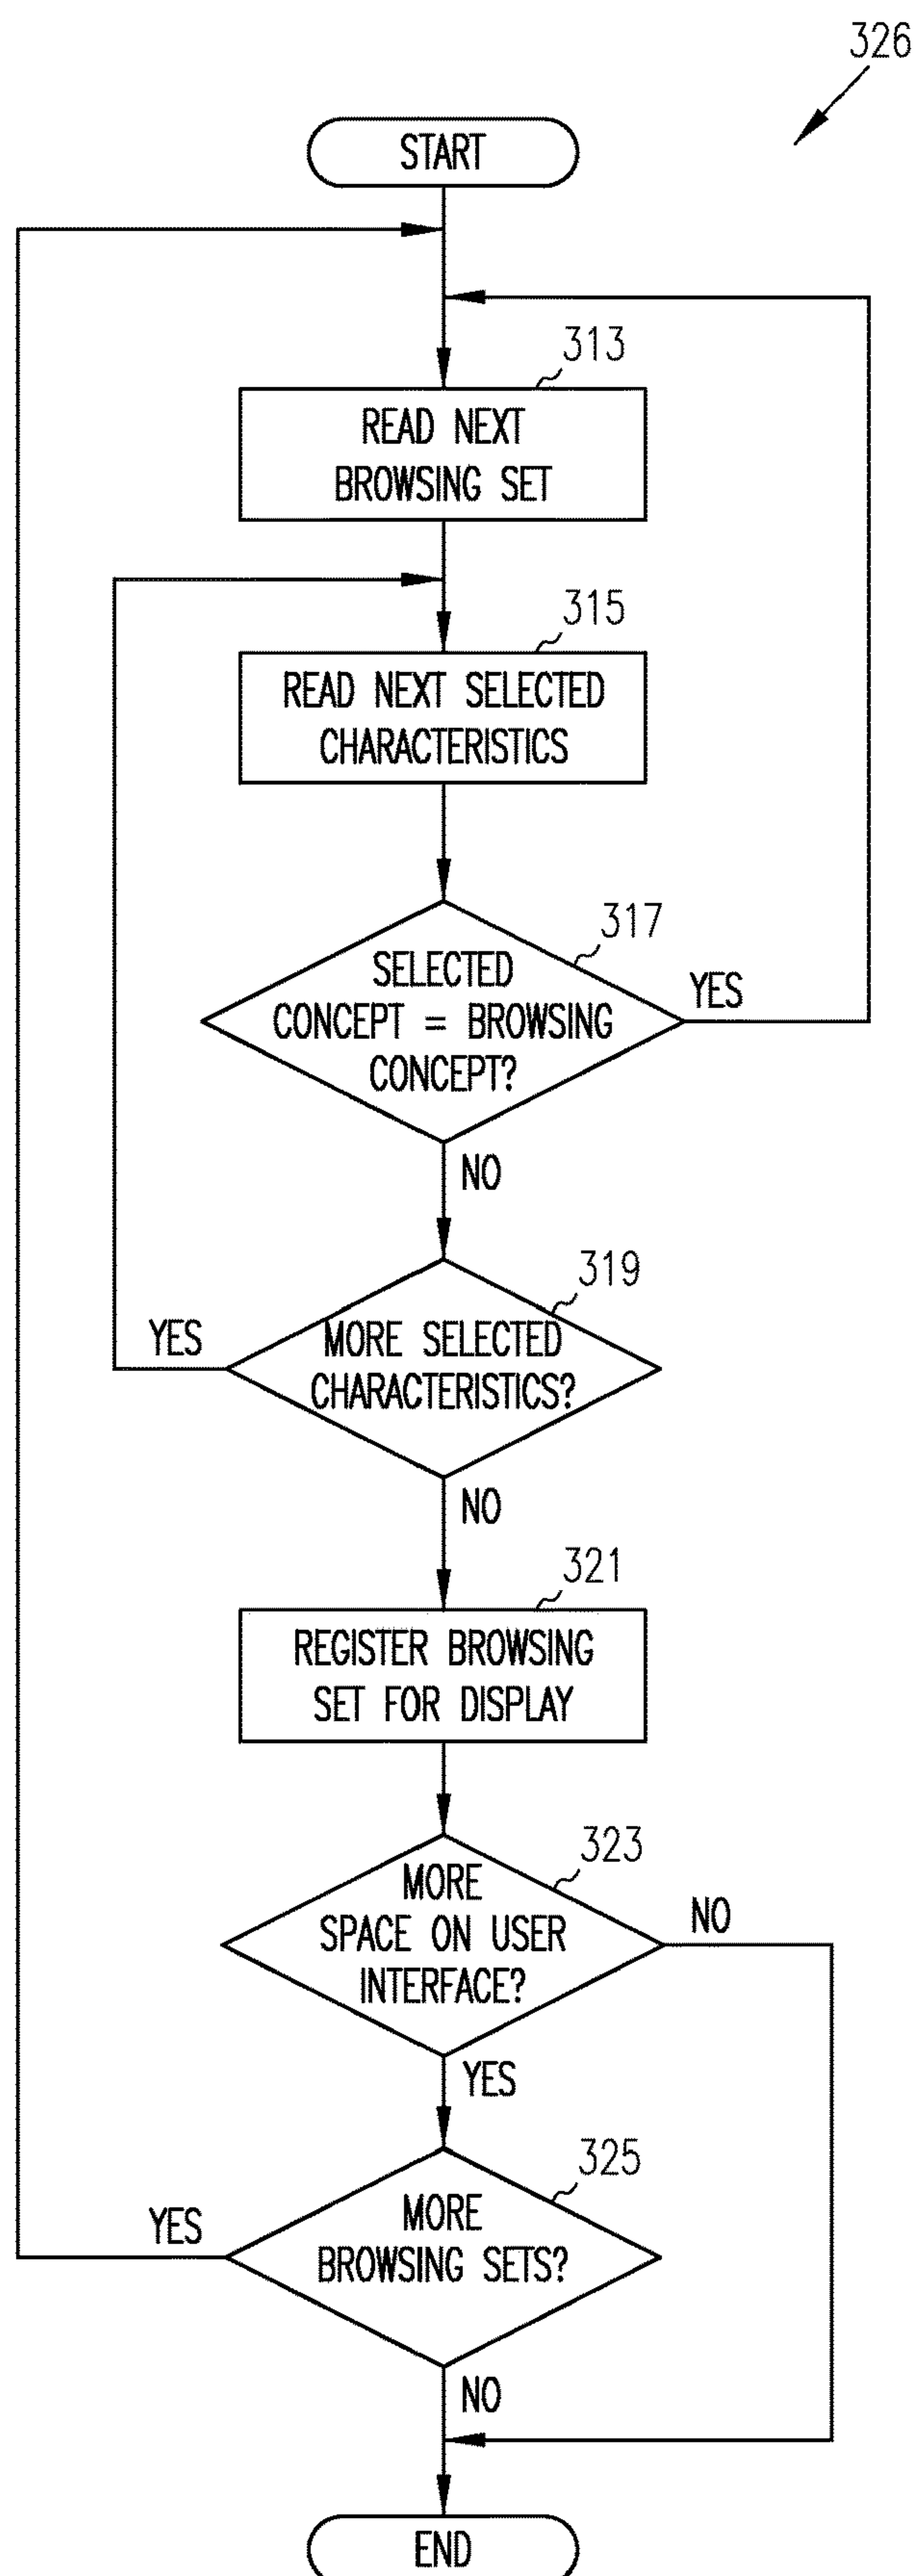 326
START
313
READ NEXT
BROWSING SET
315
READ NEXT SELECTED
CHARACTERISTICS
317
SELECTED
CONCEPT = BROWSING
CONCEPT?
YES
NO
319
MORE SELECTED
CHARACTERISTICS?
YES
NO
321
REGISTER BROWSING
SET FOR DISPLAY
323
MORE
SPACE ON USER
INTERFACE?
NO
YES
325
MORE
BROWSING SETS?
YES
NO
END